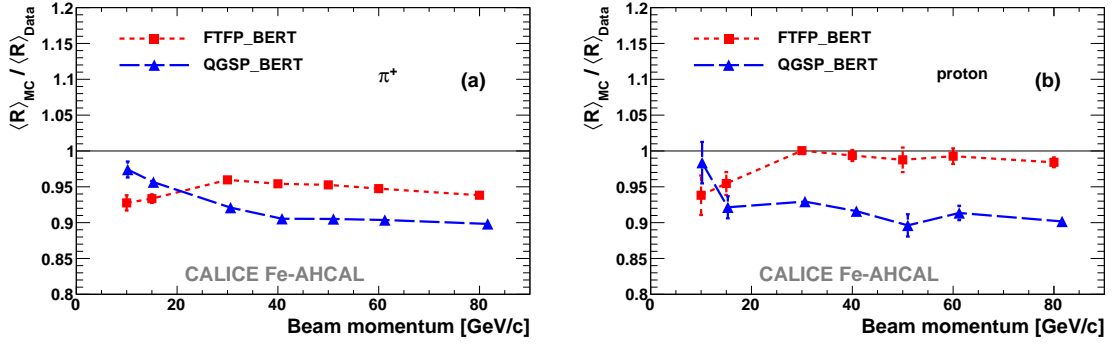 ⟨R⟩MC / ⟨R⟩Data
1.2
1.15
1.1
1.05
1
0.95
0.9
0.85
0.8
FTFP_BERT
QGSP_BERT
π+
(a)
CALICE Fe-AHCAL
0 20 40 60 80
Beam momentum [GeV/c]
⟨R⟩MC / ⟨R⟩Data
1.2
1.15
1.1
1.05
1
0.95
0.9
0.85
0.8
FTFP_BERT
QGSP_BERT
proton
(b)
CALICE Fe-AHCAL
0 20 40 60 80
Beam momentum [GeV/c]